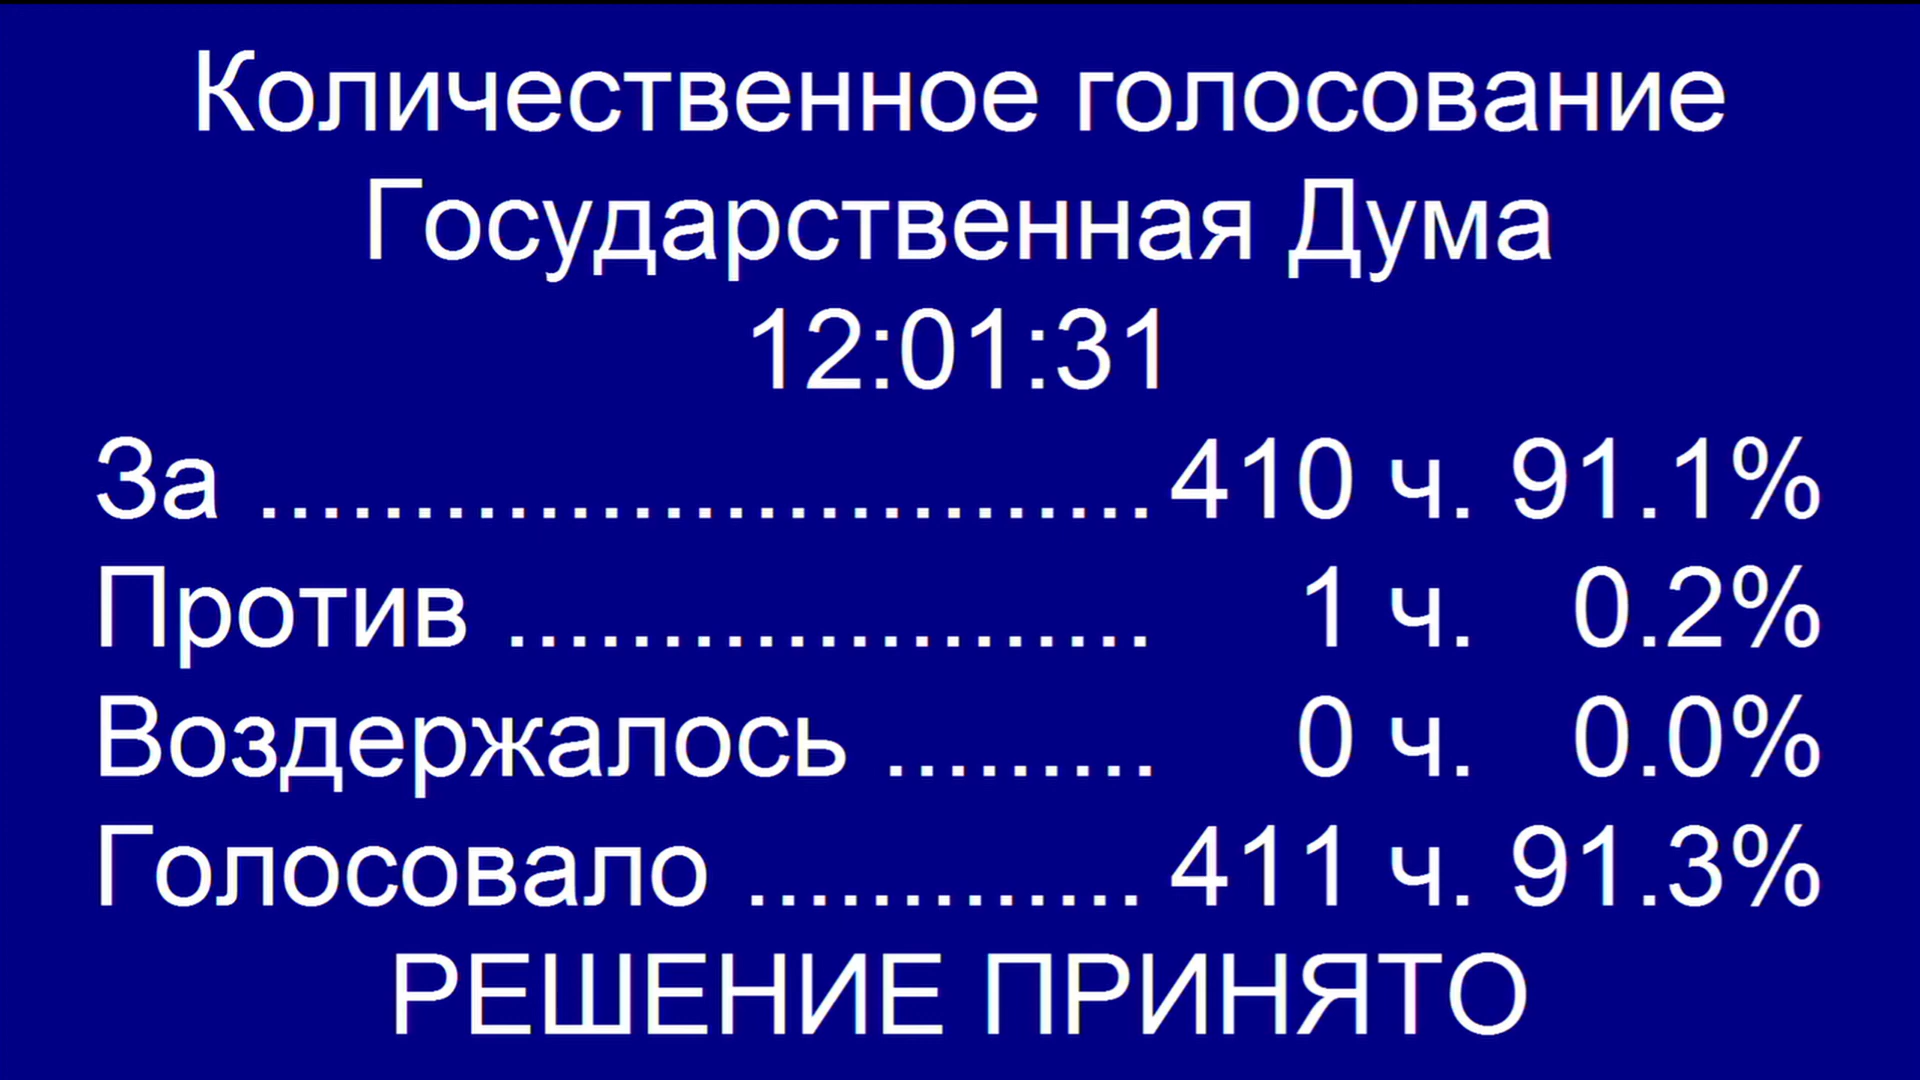 Количественное голосование
Государственная Дума
12:01:31
За ............................. 410 ч. 91.1%
Против ..................... 1 ч. 0.2%
Воздержалось ......... 0 ч. 0.0%
Голосовало ............. 411 ч. 91.3%
РЕШЕНИЕ ПРИНЯТО